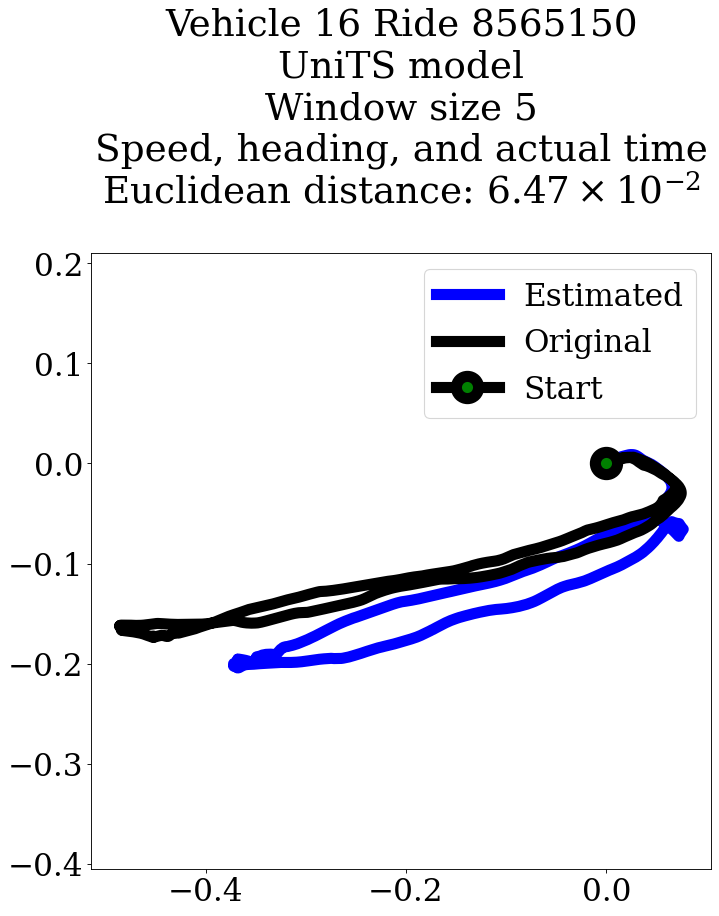 Vehicle 16 Ride 8565150
UniTS model
Window size 5
Speed, heading, and actual time
Euclidean distance: 6.47 × 10⁻²
Estimated
Original
Start
0.2
0.1
0.0
−0.1
−0.2
−0.3
−0.4
−0.4
−0.2
0.0